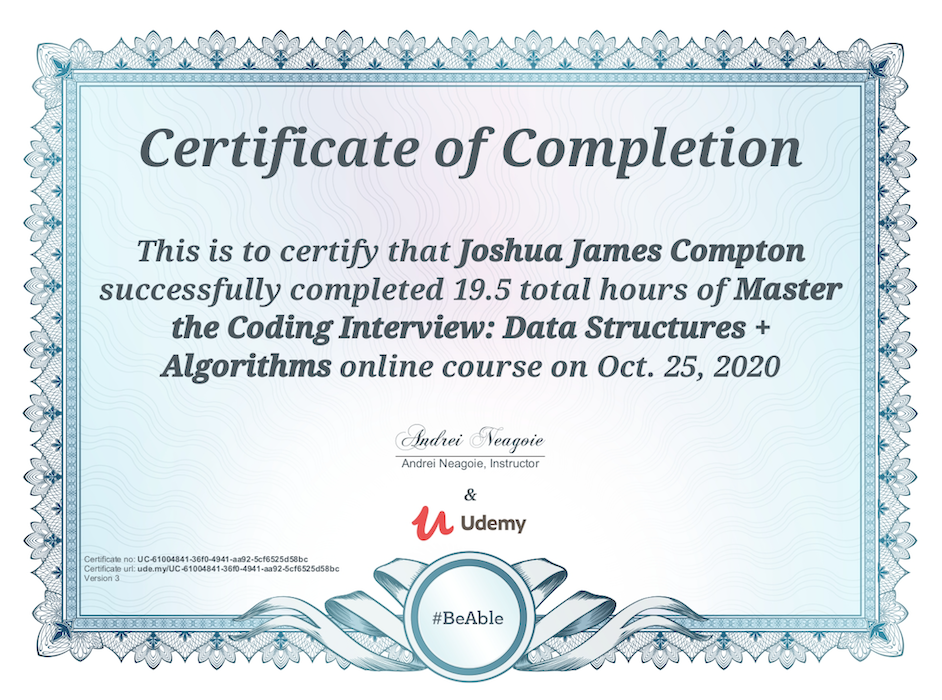 Certificate of Completion
This is to certify that Joshua James Compton
successfully completed 19.5 total hours of Master
the Coding Interview: Data Structures +
Algorithms online course on Oct. 25, 2020
Andrei Neagoie
Andrei Neagoie, Instructor
&
Udemy
Certificate no: UC-61004841-36f0-4941-aa92-5cf6525d58bc
Certificate url: ude.my/UC-61004841-36f0-4941-aa92-5cf6525d58bc
Version 3
#BeAble